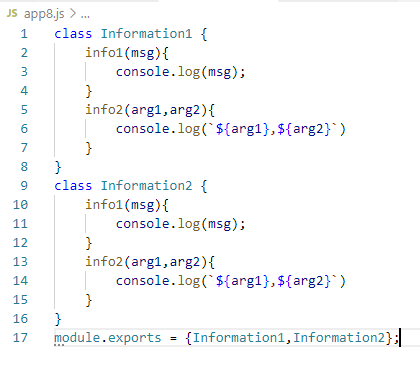 JS app8.js > ...
1 class Information1 {
2 info1(msg){
3 console.log(msg);
4 }
5 info2(arg1,arg2){
6 console.log(`${arg1},${arg2}`)
7 }
8 }
9 class Information2 {
10 info1(msg){
11 console.log(msg);
12 }
13 info2(arg1,arg2){
14 console.log(`${arg1},${arg2}`)
15 }
16 }
17 module.exports = {Information1,Information2};